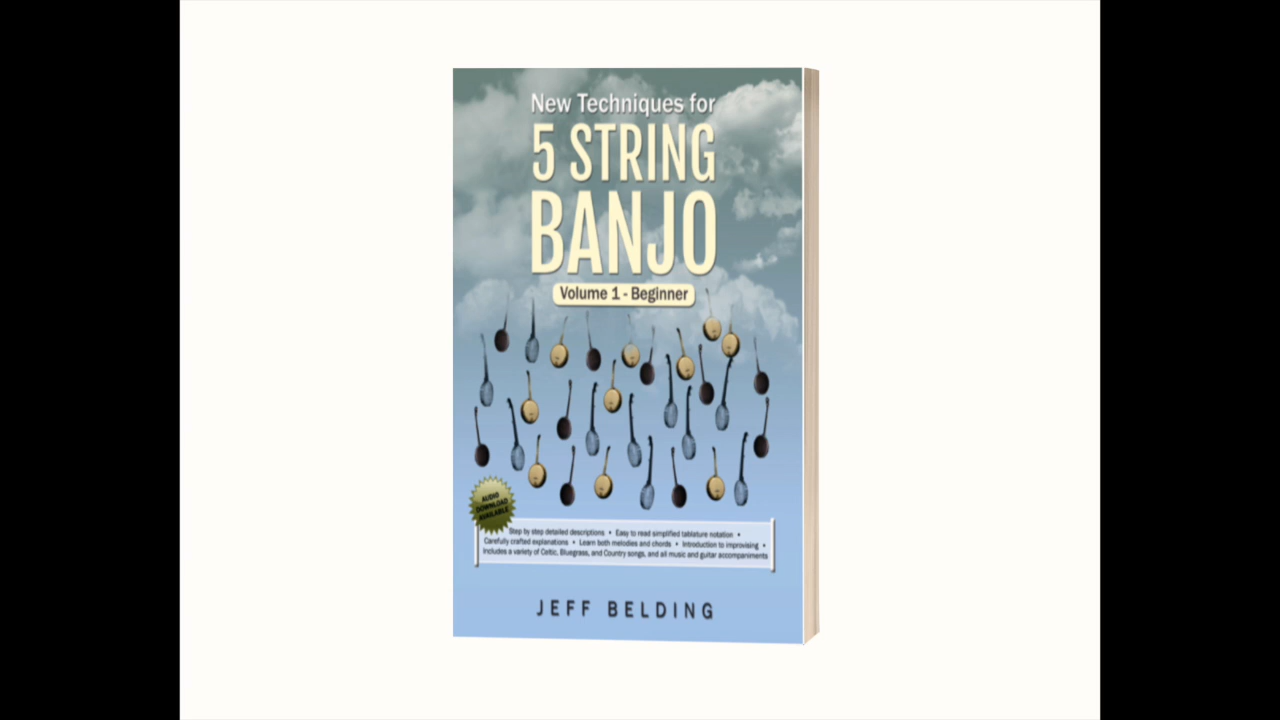 New Techniques for
5 STRING
BANJO
Volume 1 - Beginner
AUDIO
DOWNLOAD
AVAILABLE
Step by step detailed descriptions • Easy to read simplified tablature notation •
Carefully crafted explanations • Learn both melodies and chords • Introduction to improvising •
Includes a variety of Celtic, Bluegrass, and Country songs, and all music and guitar accompaniments
JEFF BELDING